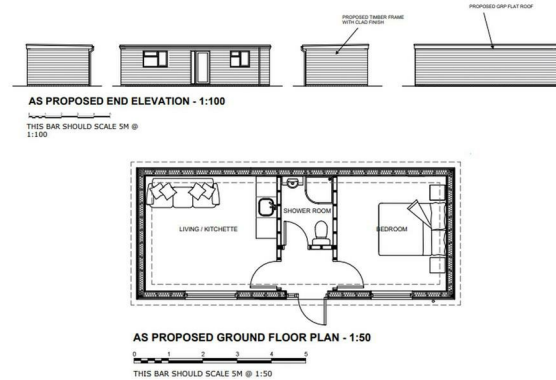 PROPOSED GRP FLAT ROOF
PROPOSED TIMBER FRAME
WITH CLAD FINISH
AS PROPOSED END ELEVATION - 1:100
THIS BAR SHOULD SCALE 5M @
1:100
SHOWER ROOM
LIVING / KITCHETTE
BEDROOM
AS PROPOSED GROUND FLOOR PLAN - 1:50
0 1 2 3 4 5
THIS BAR SHOULD SCALE 5M @ 1:50